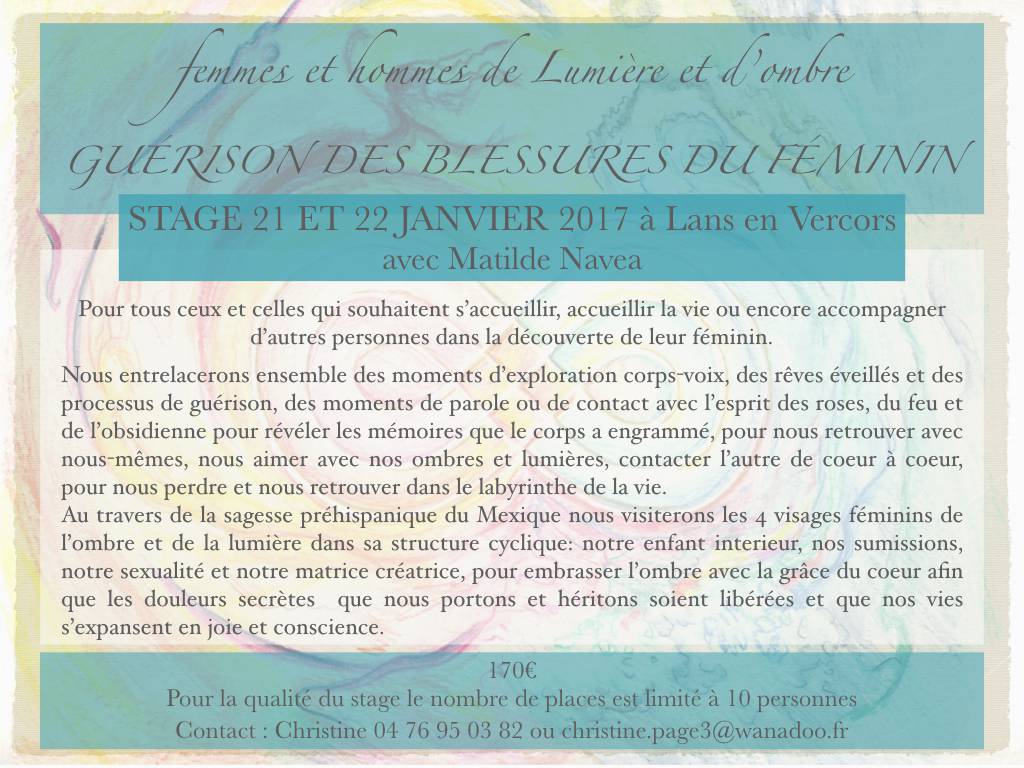 femmes et hommes de Lumière et d'ombre
GUÉRISON DES BLESSURES DU FÉMININ
STAGE 21 ET 22 JANVIER 2017 à Lans en Vercors
avec Matilde Navea
Pour tous ceux et celles qui souhaitent s'accueillir, accueillir la vie ou encore accompagner
d'autres personnes dans la découverte de leur féminin.
Nous entrelacerons ensemble des moments d'exploration corps-voix, des rêves éveillés et des
processus de guérison, des moments de parole ou de contact avec l'esprit des roses, du feu et
de l'obsidienne pour révéler les mémoires que le corps a engrammé, pour nous retrouver avec
nous-mêmes, nous aimer avec nos ombres et lumières, contacter l'autre de coeur à coeur,
pour nous perdre et nous retrouver dans le labyrinthe de la vie.
Au travers de la sagesse préhispanique du Mexique nous visiterons les 4 visages féminins de
l'ombre et de la lumière dans sa structure cyclique: notre enfant interieur, nos sumissions,
notre sexualité et notre matrice créatrice, pour embrasser l'ombre avec la grâce du coeur afin
que les douleurs secrètes que nous portons et héritons soient libérées et que nos vies
s'expansent en joie et conscience.
170€
Pour la qualité du stage le nombre de places est limité à 10 personnes
Contact : Christine 04 76 95 03 82 ou christine.page3@wanadoo.fr